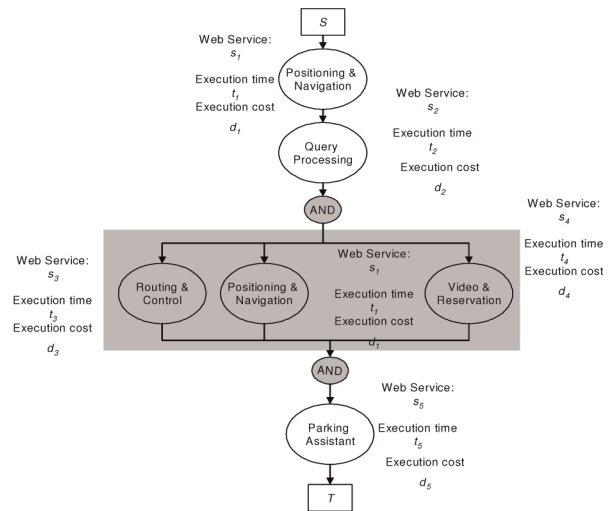 S
Web Service:
s1
Execution time
t1
Execution cost
d1
Positioning &
Navigation
Web Service:
s2
Execution time
t2
Execution cost
d2
Query
Processing
AND
Web Service:
s4
Execution time
t4
Execution cost
d4
Web Service:
s3
Execution time
t3
Execution cost
d3
Routing &
Control
Positioning &
Navigation
Web Service:
s1
Execution time
t1
Execution cost
d1
Video &
Reservation
AND
Web Service:
s5
Execution time
t5
Execution cost
d5
Parking
Assistant
T